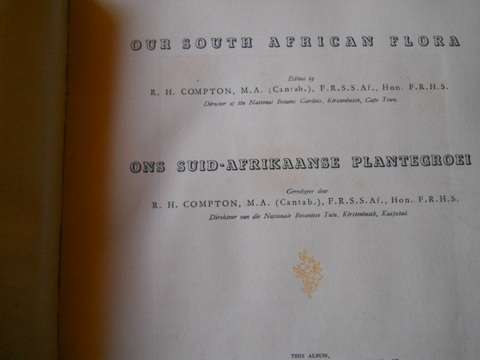 OUR SOUTH AFRICAN FLORA
Edited by
R. H. COMPTON, M.A. (Cantab.), F.R.S.S.Af., Hon. F.R.H.S.
Director of the National Botanic Gardens, Kirstenbosch, Cape Town.
ONS SUID-AFRIKAANSE PLANTEGROEI
Geredigeer deur
R. H. COMPTON, M.A. (Cantab.), F.R.S.S.Af., Hon. F.R.H.S.
Direkteur van die Nasionale Botaniese Tuin, Kirstenbosch, Kaapstad.
THIS ALBUM,